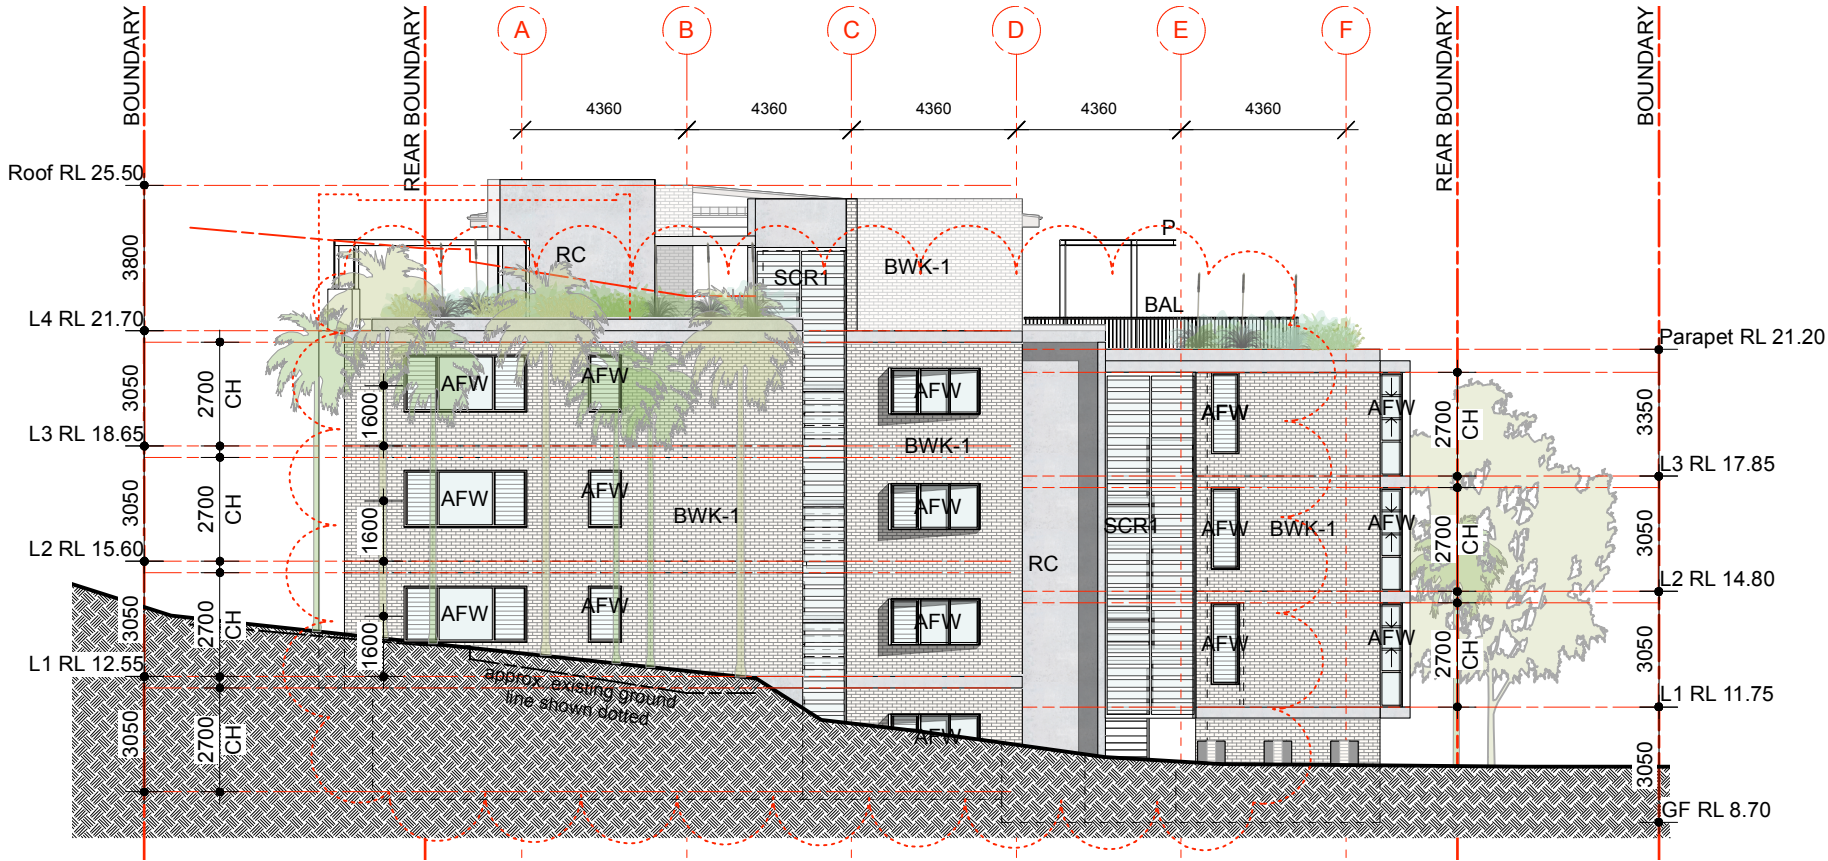 BOUNDARY
REAR BOUNDARY
A
B
C
D
E
F
REAR BOUNDARY
BOUNDARY
4360
4360
4360
4360
4360
Roof RL 25.50
3800
L4 RL 21.70
3050
L3 RL 18.65
3050
L2 RL 15.60
3050
L1 RL 12.55
3050
2700
CH
2700
CH
2700
CH
2700
CH
1600
1600
1600
RC
SCR1
BWK-1
P
BAL
AFW
AFW
AFW
AFW
AFW
BWK-1
AFW
AFW
AFW
BWK-1
SCR1
AFW
BWK-1
AFW
RC
AFW
AFW
AFW
AFW
AFW
approx. existing ground
line shown dotted
AFW
Parapet RL 21.20
3350
L3 RL 17.85
3050
L2 RL 14.80
3050
L1 RL 11.75
3050
GF RL 8.70
2700
CH
2700
CH
2700
CH